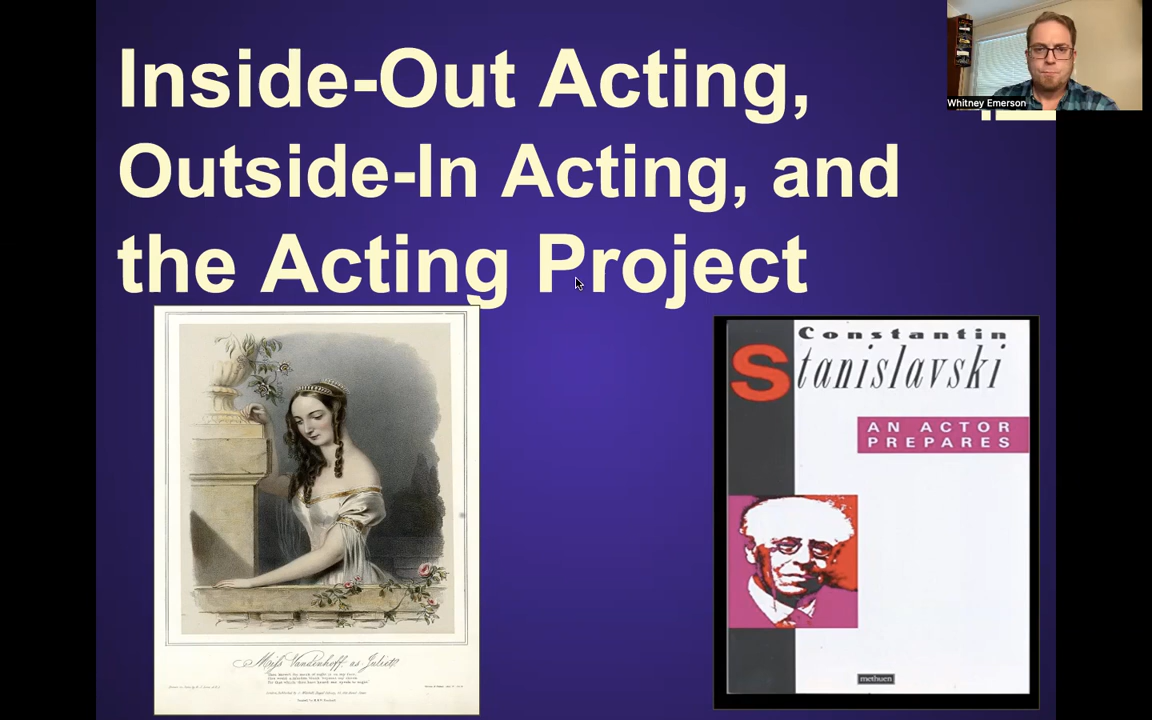 Inside-Out Acting,
Outside-In Acting, and
the Acting Project
Whitney Emerson
Constantin
Stanislavski
AN ACTOR
PREPARES
Miſs Vandenhoff as Juliet
methuen